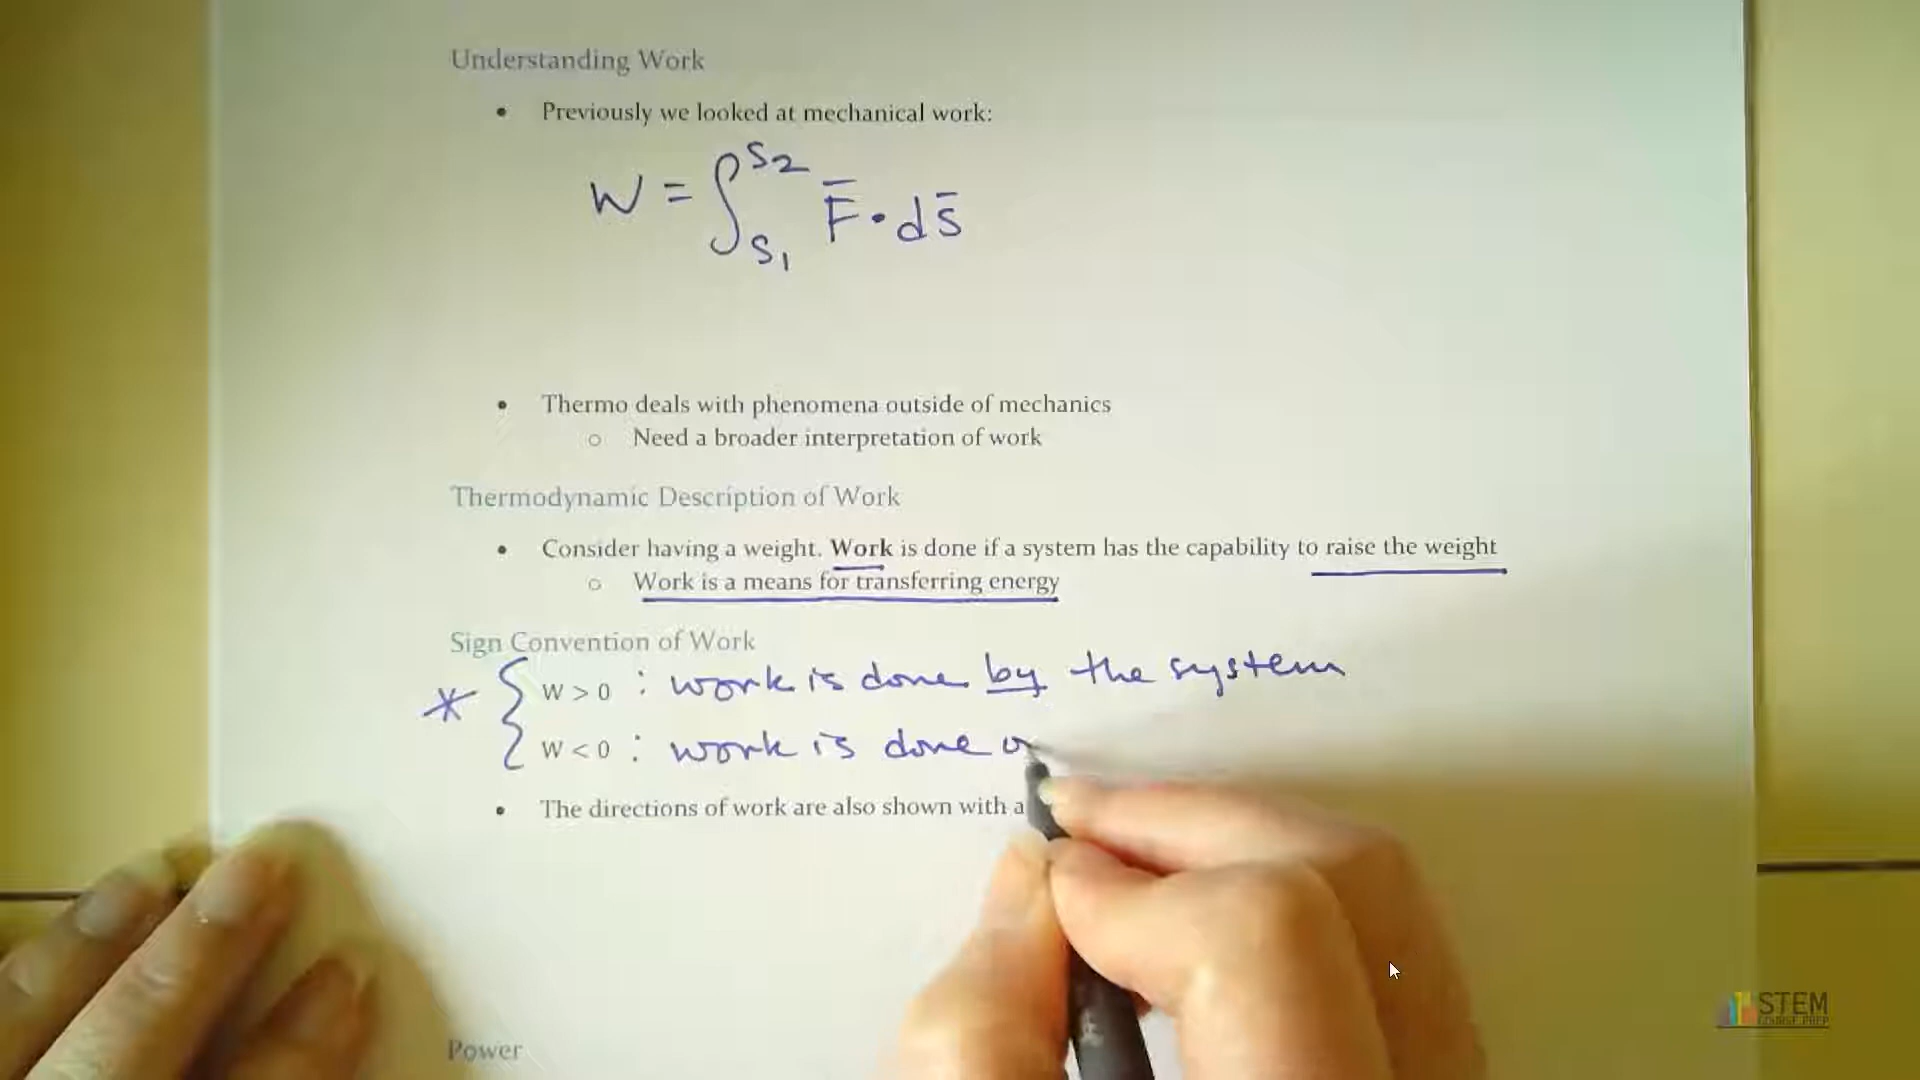 Understanding Work
• Previously we looked at mechanical work:
W = ∫_{S1}^{S2} F̄ • d s̄
• Thermo deals with phenomena outside of mechanics
○ Need a broader interpretation of work
Thermodynamic Description of Work
• Consider having a weight. Work is done if a system has the capability to raise the weight
○ Work is a means for transferring energy
Sign Convention of Work
* { W > 0 : work is done by the system
W < 0 : work is done o
• The directions of work are also shown with a
Power
STEM
COURSE PREP